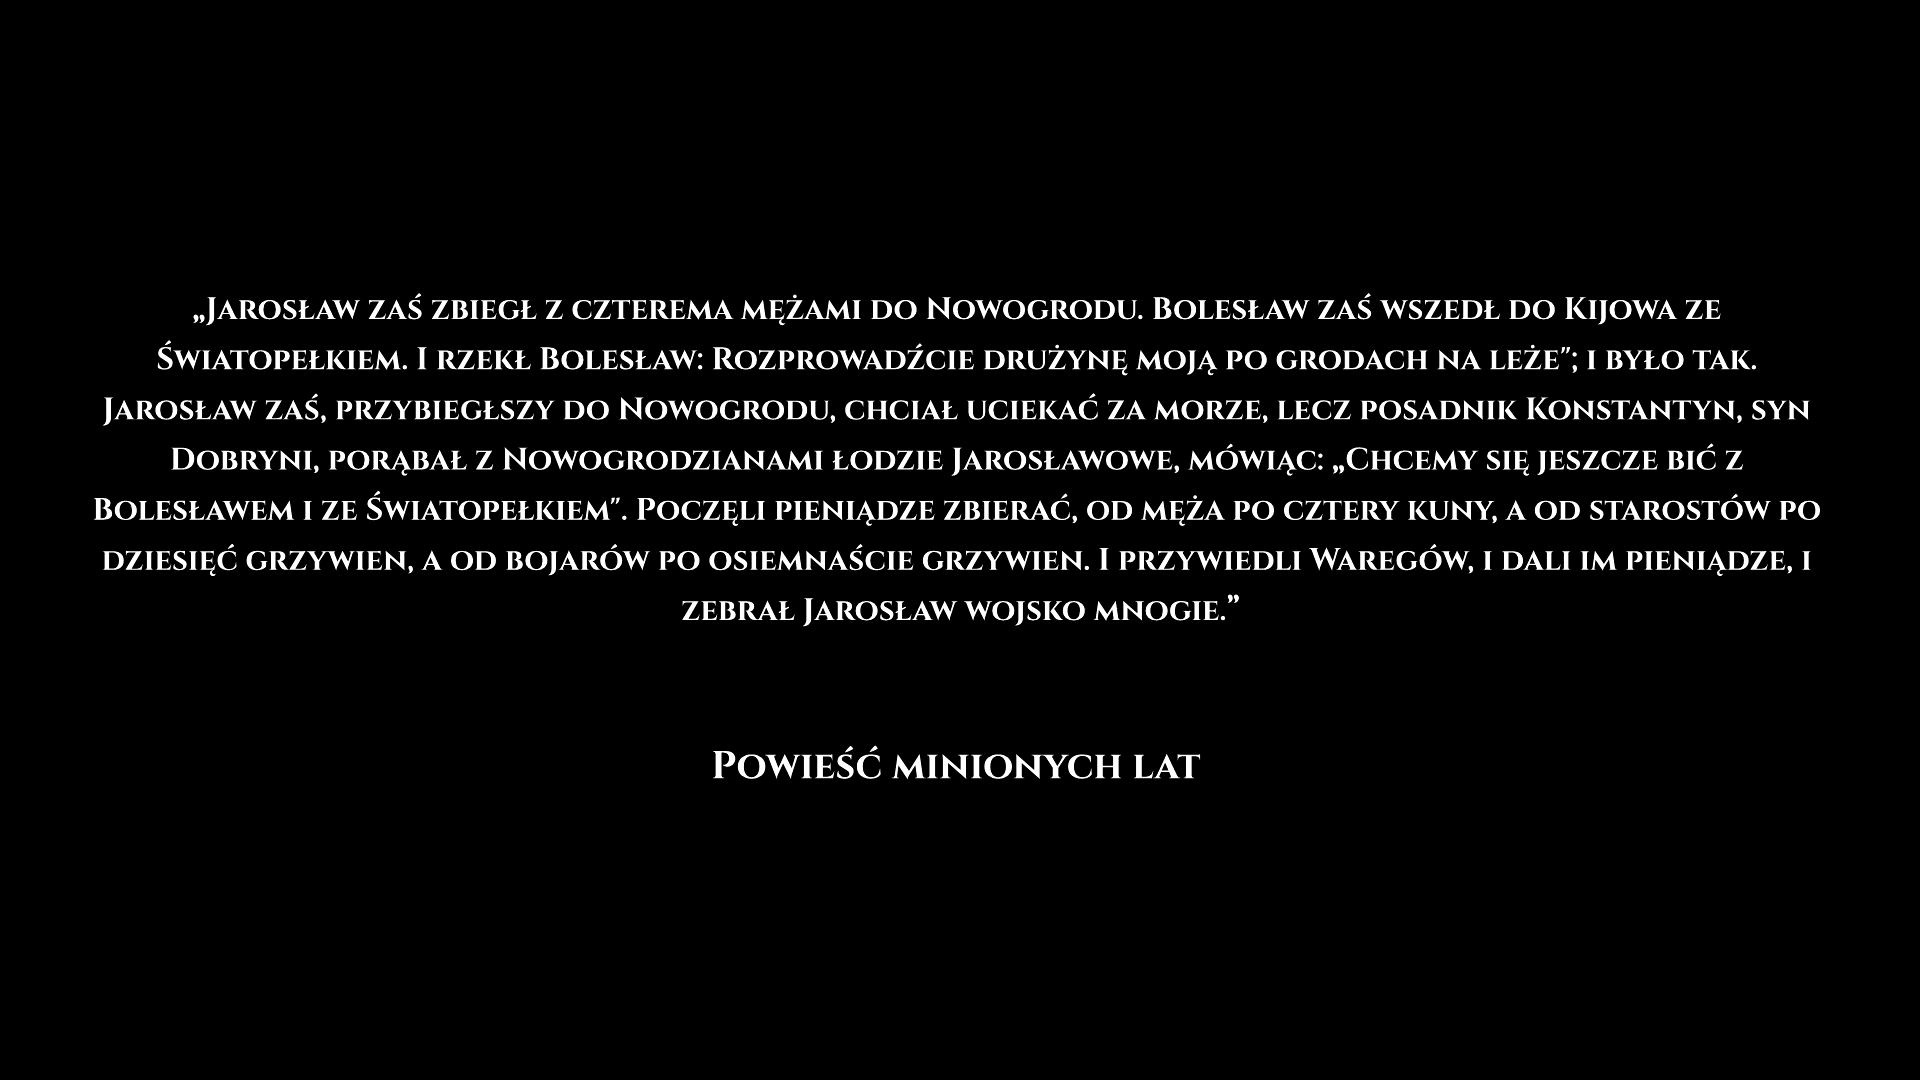 „Jarosław zaś zbiegł z czterema mężami do Nowogrodu. Bolesław zaś wszedł do Kijowa ze
Światopełkiem. I rzekł Bolesław: Rozprowadźcie drużynę moją po grodach na leże"; i było tak.
Jarosław zaś, przybiegłszy do Nowogrodu, chciał uciekać za morze, lecz posadnik Konstantyn, syn
Dobryni, porąbał z Nowogrodzianami łodzie Jarosławowe, mówiąc: „Chcemy się jeszcze bić z
Bolesławem i ze Światopełkiem". Poczęli pieniądze zbierać, od męża po cztery kuny, a od starostów po
dziesięć grzywien, a od bojarów po osiemnaście grzywien. I przywiedli Waregów, i dali im pieniądze, i
zebrał Jarosław wojsko mnogie.”
Powieść minionych lat